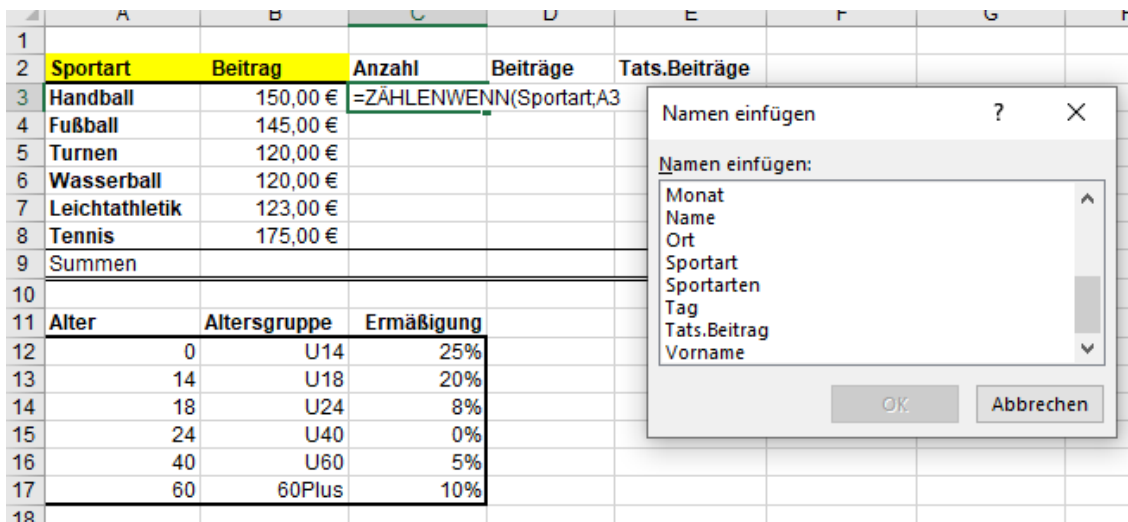 A B C D E F G
1
2 Sportart Beitrag Anzahl Beiträge Tats.Beiträge
3 Handball 150,00 € =ZÄHLENWENN(Sportart;A3
4 Fußball 145,00 €
5 Turnen 120,00 €
6 Wasserball 120,00 €
7 Leichtathletik 123,00 €
8 Tennis 175,00 €
9 Summen
10
11 Alter Altersgruppe Ermäßigung
12 0 U14 25%
13 14 U18 20%
14 18 U24 8%
15 24 U40 0%
16 40 U60 5%
17 60 60Plus 10%
18
Namen einfügen ? X
Namen einfügen:
Monat
Name
Ort
Sportart
Sportarten
Tag
Tats.Beitrag
Vorname
OK Abbrechen